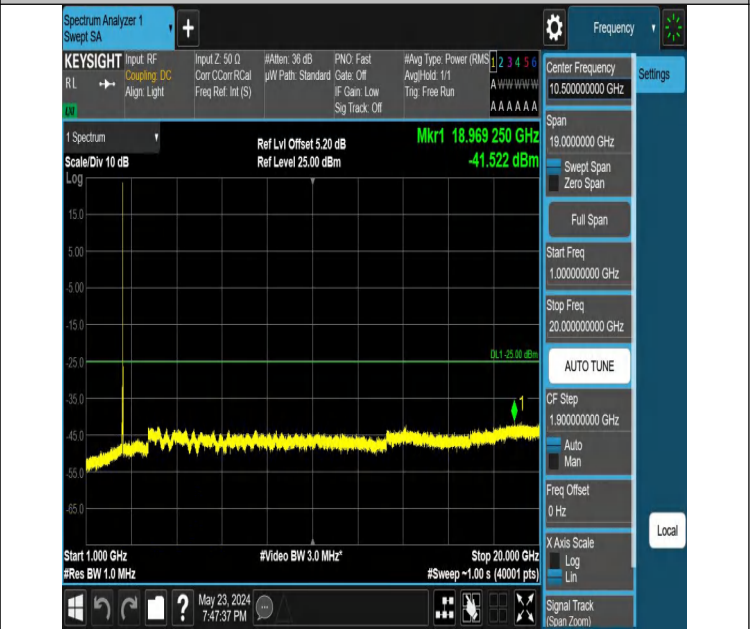 Spectrum Analyzer 1
Swept SA
+
Frequency
KEYSIGHT
RL
Input: RF
Coupling: DC
Align: Light
Input Z: 50 Ω
Corr CCorr RCal
Freq Ref: Int (S)
#Atten: 36 dB
µW Path: Standard
PNO: Fast
Gate: Off
IF Gain: Low
Sig Track: Off
#Avg Type: Power (RMS
Avg|Hold: 1/1
Trig: Free Run
1 2 3 4 5 6
A W W W W W
A A A A A A
Settings
1 Spectrum
Scale/Div 10 dB
Ref Lvl Offset 5.20 dB
Ref Level 25.00 dBm
Mkr1 18.969 250 GHz
-41.522 dBm
Log
15.0
5.00
-5.00
-15.0
-25.0
-35.0
-45.0
-55.0
-65.0
DL1 -25.00 dBm
1
Start 1.000 GHz
#Res BW 1.0 MHz
#Video BW 3.0 MHz*
Stop 20.000 GHz
#Sweep ~1.00 s (40001 pts)
Center Frequency
10.500000000 GHz
Span
19.0000000 GHz
Swept Span
Zero Span
Full Span
Start Freq
1.000000000 GHz
Stop Freq
20.000000000 GHz
AUTO TUNE
CF Step
1.900000000 GHz
Auto
Man
Freq Offset
0 Hz
X Axis Scale
Log
Lin
Signal Track
(Span Zoom)
Local
?
May 23, 2024
7:47:37 PM